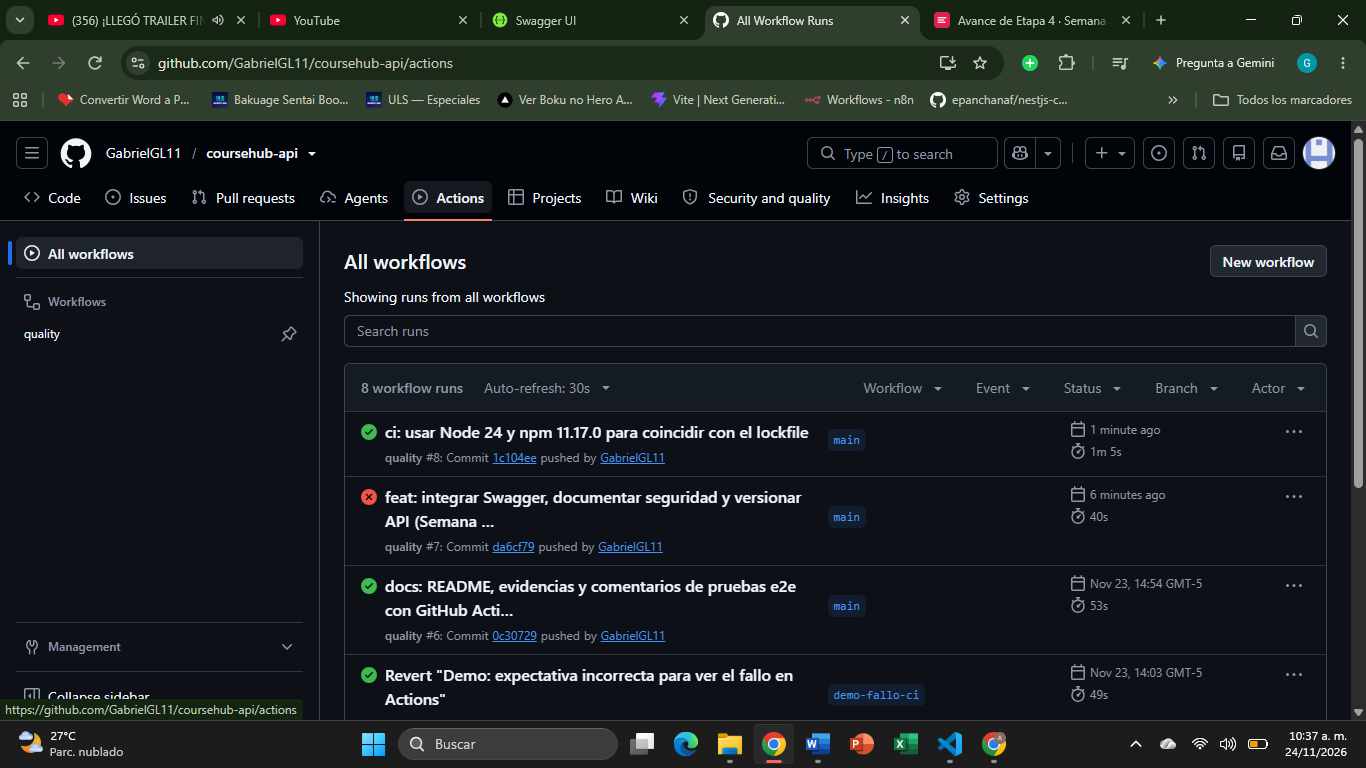 (356) ¡LLEGÓ TRAILER FIN
YouTube
Swagger UI
All Workflow Runs
Avance de Etapa 4 · Semana
github.com/GabrielGL11/coursehub-api/actions
Pregunta a Gemini
G
Convertir Word a P...
Bakuage Sentai Boo...
ULS — Especiales
Ver Boku no Hero A...
Vite | Next Generati...
Workflows - n8n
epanchanaf/nestjs-c...
Todos los marcadores
GabrielGL11 / coursehub-api
Type / to search
Code
Issues
Pull requests
Agents
Actions
Projects
Wiki
Security and quality
Insights
Settings
All workflows
Workflows
quality
Management
Collapse sidebar
https://github.com/GabrielGL11/coursehub-api/actions
All workflows
New workflow
Showing runs from all workflows
Search runs
8 workflow runs
Auto-refresh: 30s
Workflow
Event
Status
Branch
Actor
ci: usar Node 24 y npm 11.17.0 para coincidir con el lockfile
quality #8: Commit 1c104ee pushed by GabrielGL11
main
1 minute ago
1m 5s
feat: integrar Swagger, documentar seguridad y versionar
API (Semana ...
quality #7: Commit da6cf79 pushed by GabrielGL11
main
6 minutes ago
40s
docs: README, evidencias y comentarios de pruebas e2e
con GitHub Acti...
quality #6: Commit 0c30729 pushed by GabrielGL11
main
Nov 23, 14:54 GMT-5
53s
Revert "Demo: expectativa incorrecta para ver el fallo en
Actions"
demo-fallo-ci
Nov 23, 14:03 GMT-5
49s
27°C
Parc. nublado
Buscar
10:37 a. m.
24/11/2026